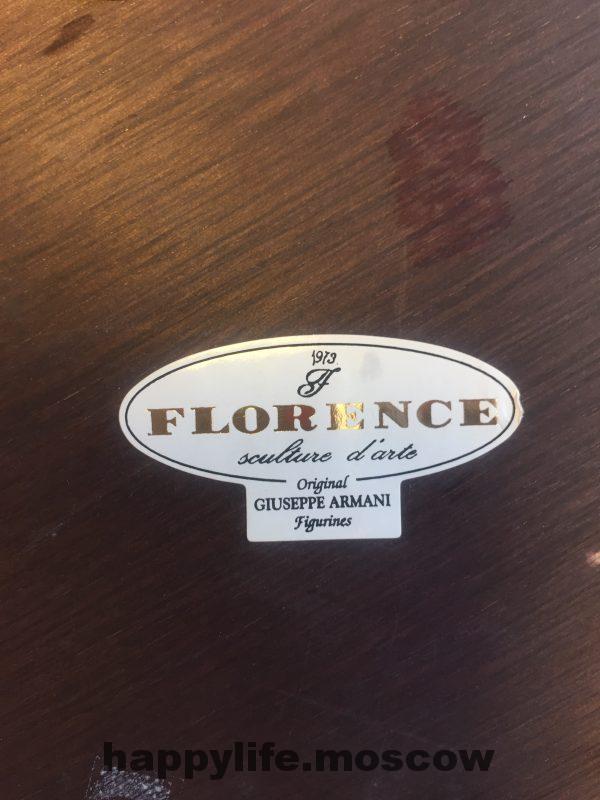 1973
FLORENCE
sculture d'arte
Original
GIUSEPPE ARMANI
Figurines
happylife.moscow